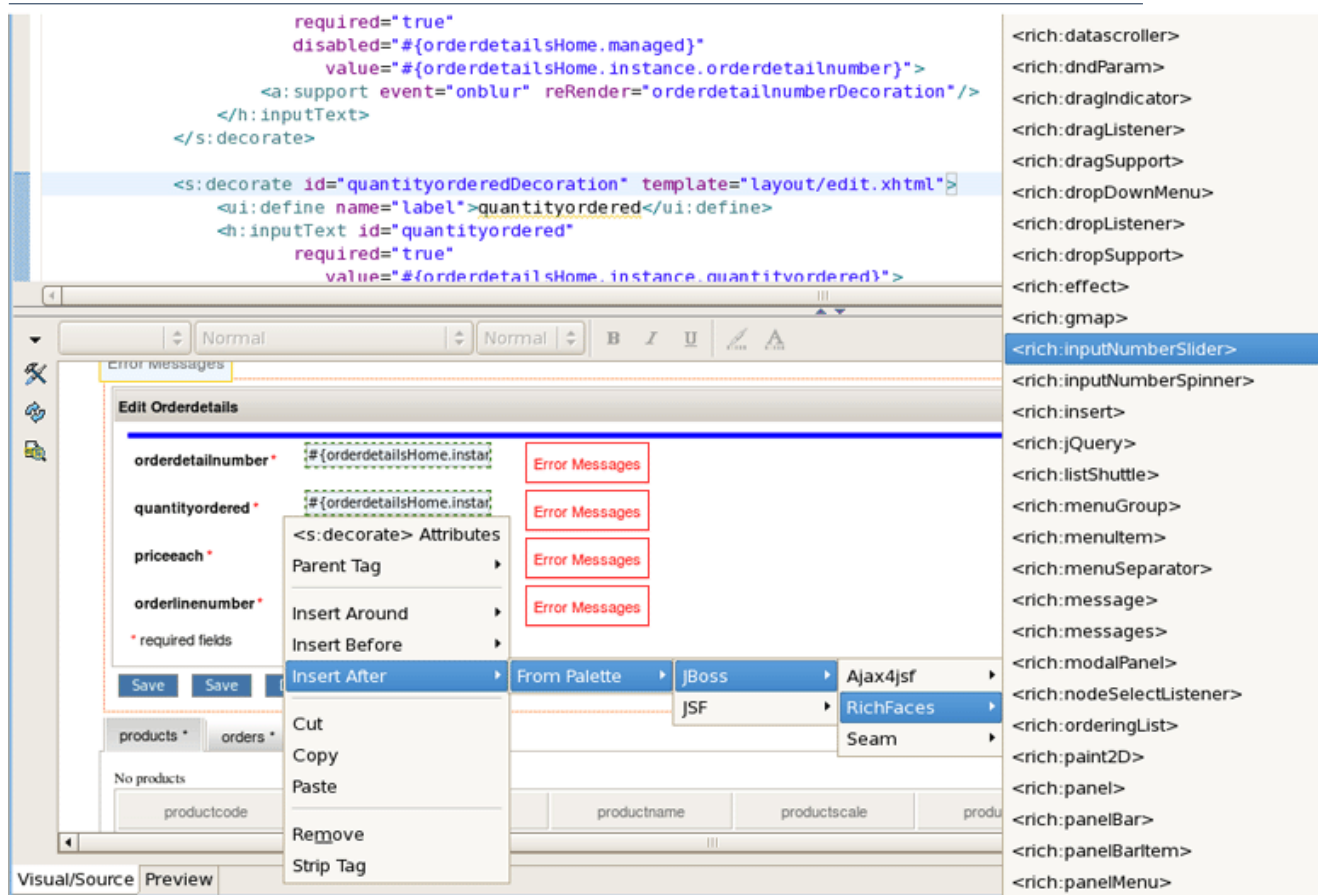 required="true"
disabled="#{orderdetailsHome.managed}"
value="#{orderdetailsHome.instance.orderdetailnumber}">
<a:support event="onblur" reRender="orderdetailnumberDecoration"/>
</h:inputText>
</s:decorate>
<s:decorate id="quantityorderedDecoration" template="layout/edit.xhtml">
<ui:define name="label">quantityordered</ui:define>
<h:inputText id="quantityordered"
required="true"
value="#{orderdetailsHome.instance.quantityordered}">
Normal Normal B I U A
Error Messages
Edit Orderdetails
orderdetailnumber* #{orderdetailsHome.instar Error Messages
quantityordered * #{orderdetailsHome.instar Error Messages
priceeach * Error Messages
orderlinenumber* Error Messages
* required fields
Save Save
products * orders *
No products
productcode productname productscale produ
Visual/Source Preview
<s:decorate> Attributes
Parent Tag
Insert Around
Insert Before
Insert After
Cut
Copy
Paste
Remove
Strip Tag
From Palette
JBoss
JSF
Ajax4jsf
RichFaces
Seam
<rich:datascroller>
<rich:dndParam>
<rich:dragIndicator>
<rich:dragListener>
<rich:dragSupport>
<rich:dropDownMenu>
<rich:dropListener>
<rich:dropSupport>
<rich:effect>
<rich:gmap>
<rich:inputNumberSlider>
<rich:inputNumberSpinner>
<rich:insert>
<rich:jQuery>
<rich:listShuttle>
<rich:menuGroup>
<rich:menuItem>
<rich:menuSeparator>
<rich:message>
<rich:messages>
<rich:modalPanel>
<rich:nodeSelectListener>
<rich:orderingList>
<rich:paint2D>
<rich:panel>
<rich:panelBar>
<rich:panelBarItem>
<rich:panelMenu>